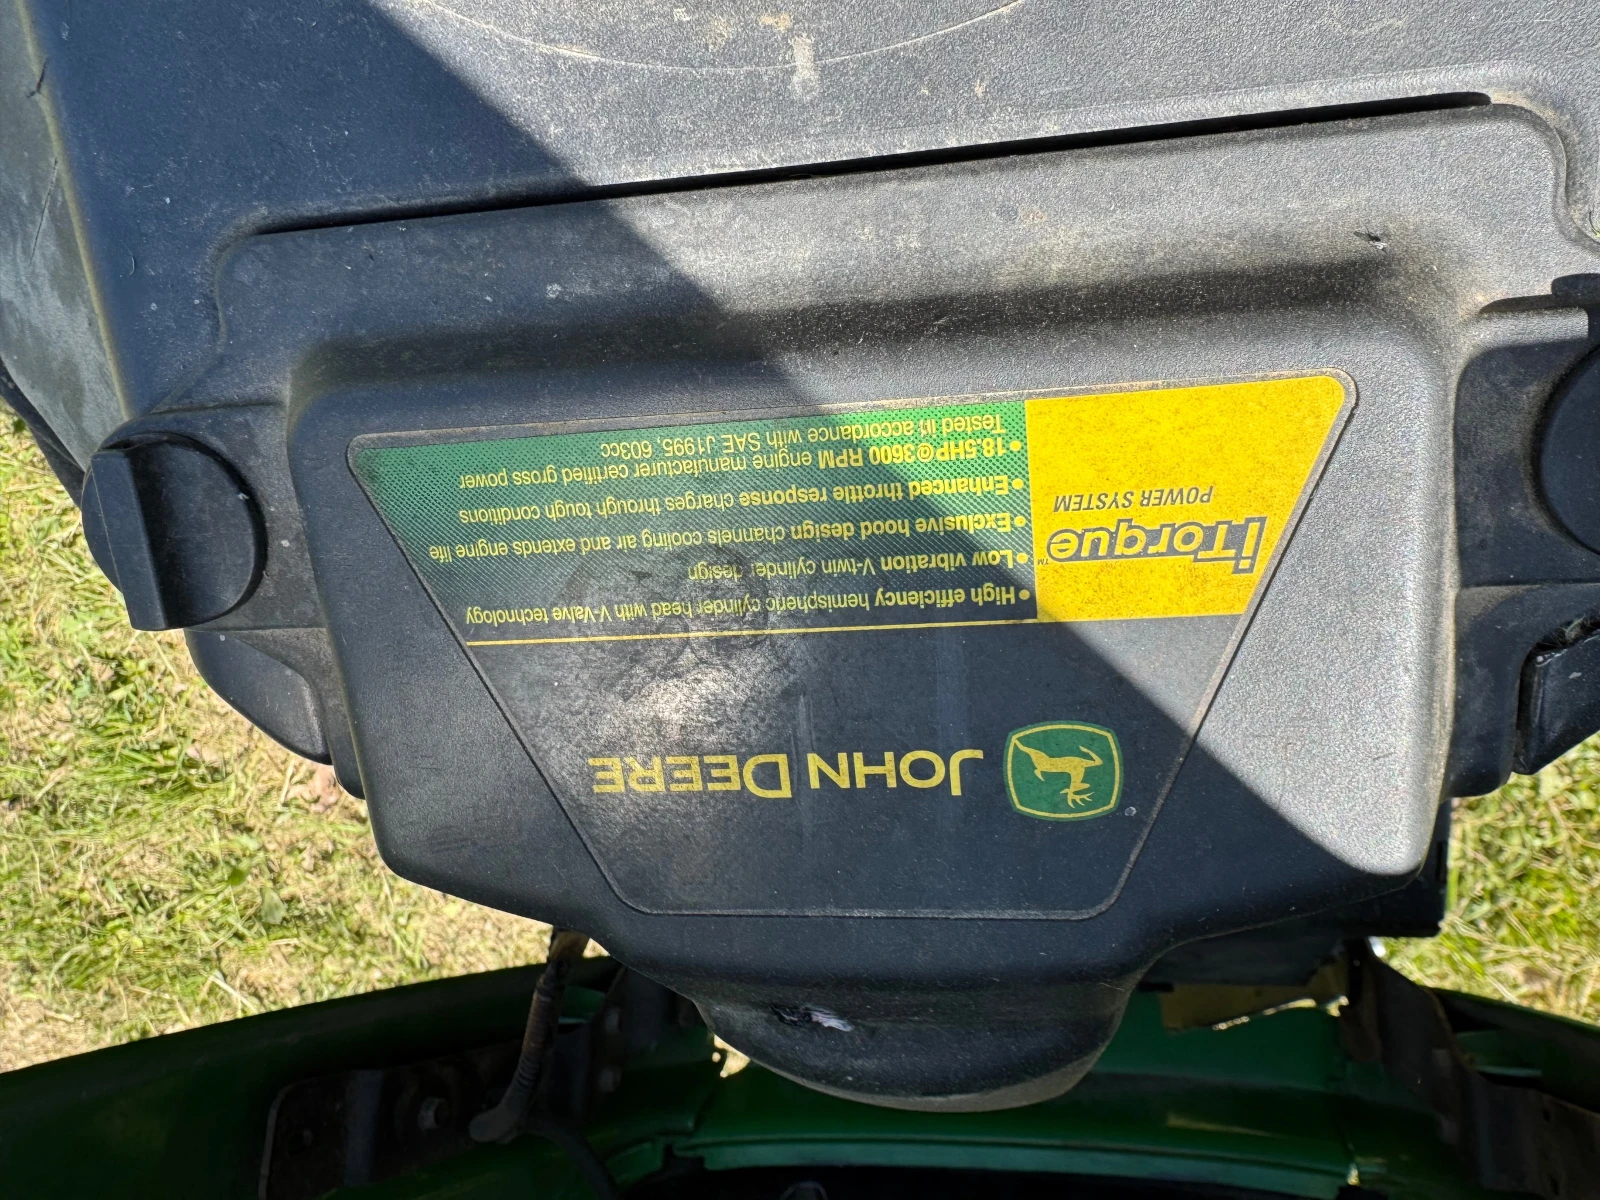 JOHN DEERE
iTorque™
POWER SYSTEM
• High efficiency hemispheric cylinder head with V-Valve technology
• Low vibration V-twin cylinder design
• Exclusive hood design channels cooling air and extends engine life
• Enhanced throttle response charges through tough conditions
• 18.5HP@3600 RPM engine manufacturer certified gross power
Tested in accordance with SAE J1995, 603cc